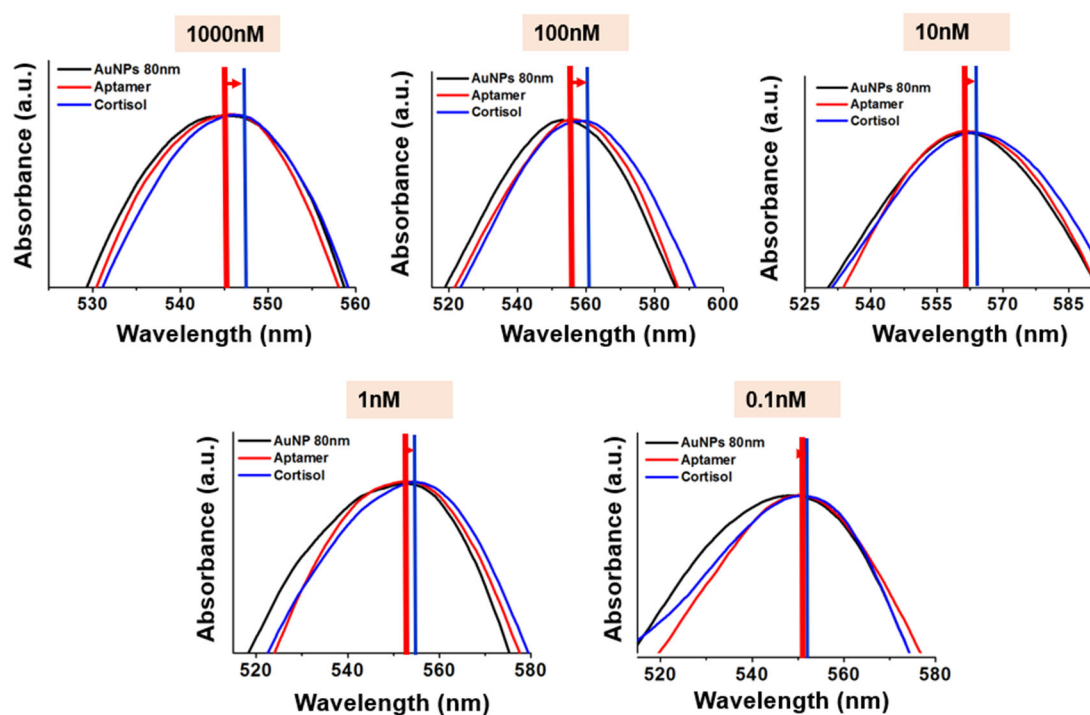 1000nM
AuNPs 80nm
Aptamer
Cortisol
Absorbance (a.u.)
530 540 550 560
Wavelength (nm)
100nM
AuNPs 80nm
Aptamer
Cortisol
Absorbance (a.u.)
520 540 560 580 600
Wavelength (nm)
10nM
AuNPs 80nm
Aptamer
Cortisol
Absorbance (a.u.)
525 540 555 570 585
Wavelength (nm)
1nM
AuNP 80nm
Aptamer
Cortisol
Absorbance (a.u.)
520 540 560 580
Wavelength (nm)
0.1nM
AuNPs 80nm
Aptamer
Cortisol
Absorbance (a.u.)
520 540 560 580
Wavelength (nm)